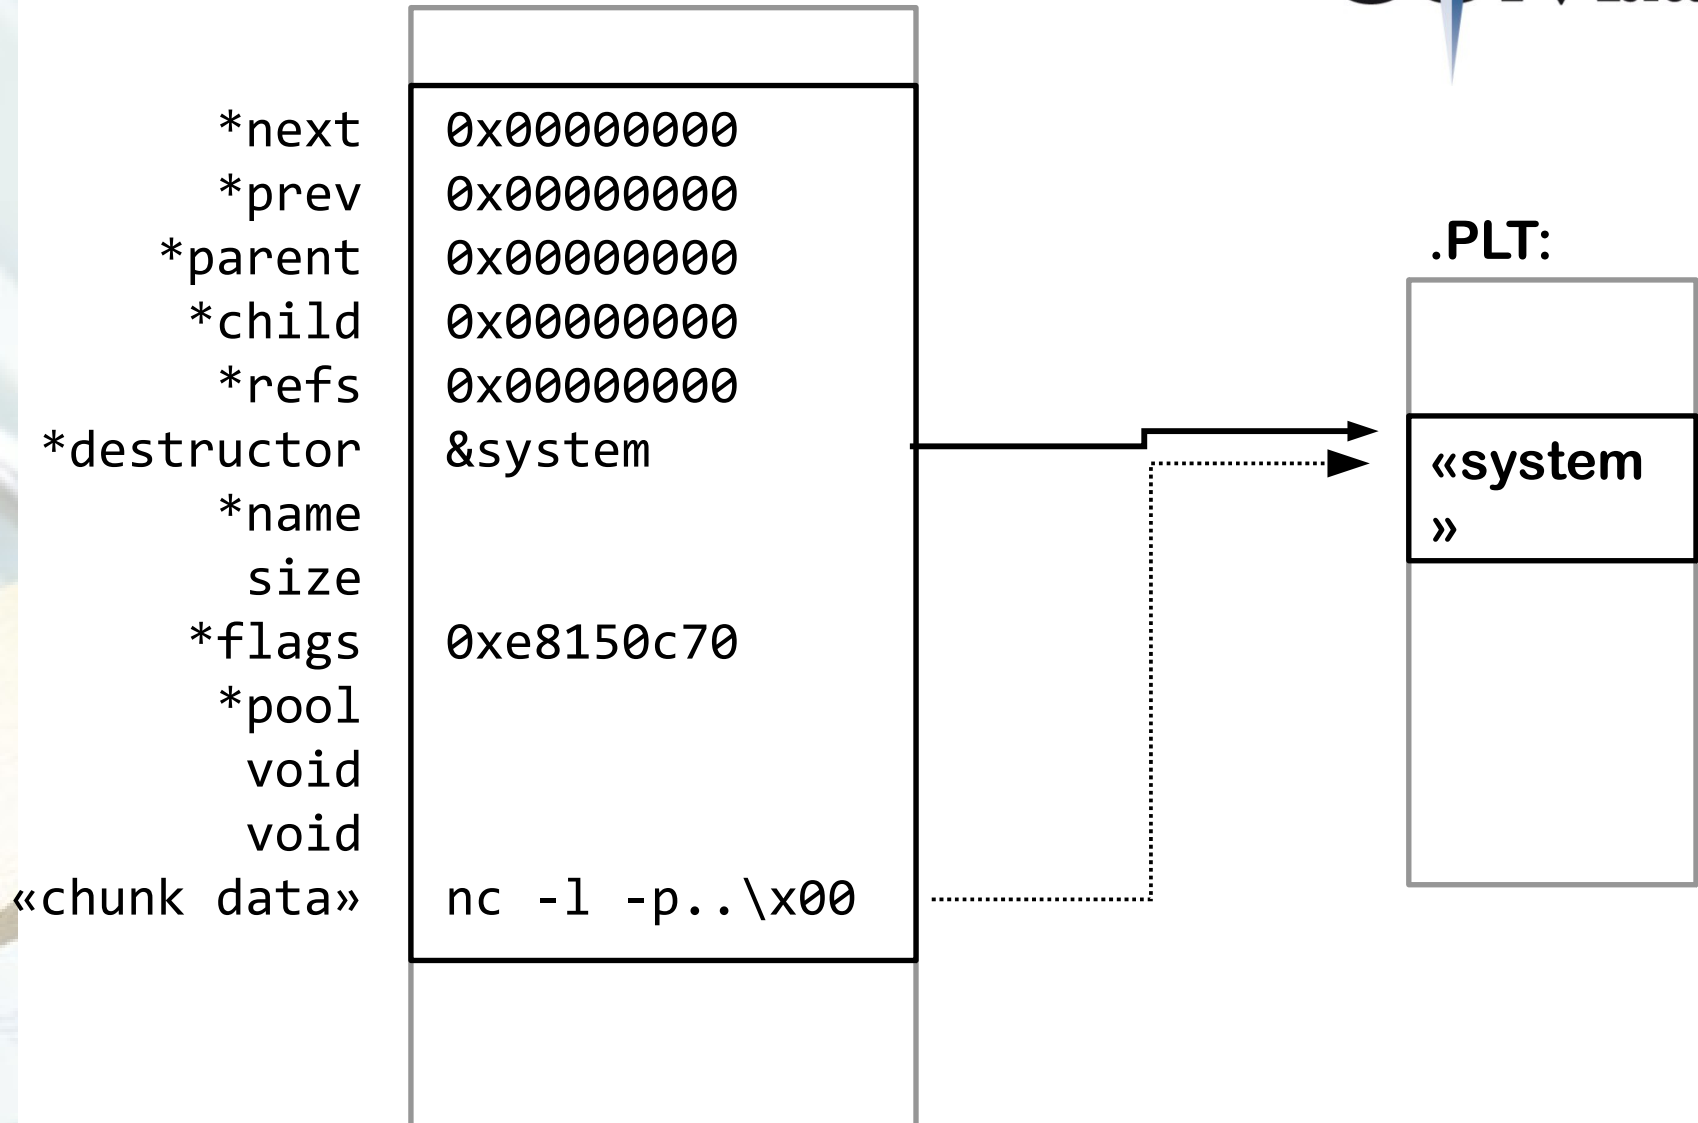 *next 0x00000000
*prev 0x00000000
*parent 0x00000000
*child 0x00000000
*refs 0x00000000
*destructor &system
*name
size
*flags 0xe8150c70
*pool
void
void
«chunk data» nc -l -p..\x00
.PLT:
«system
»